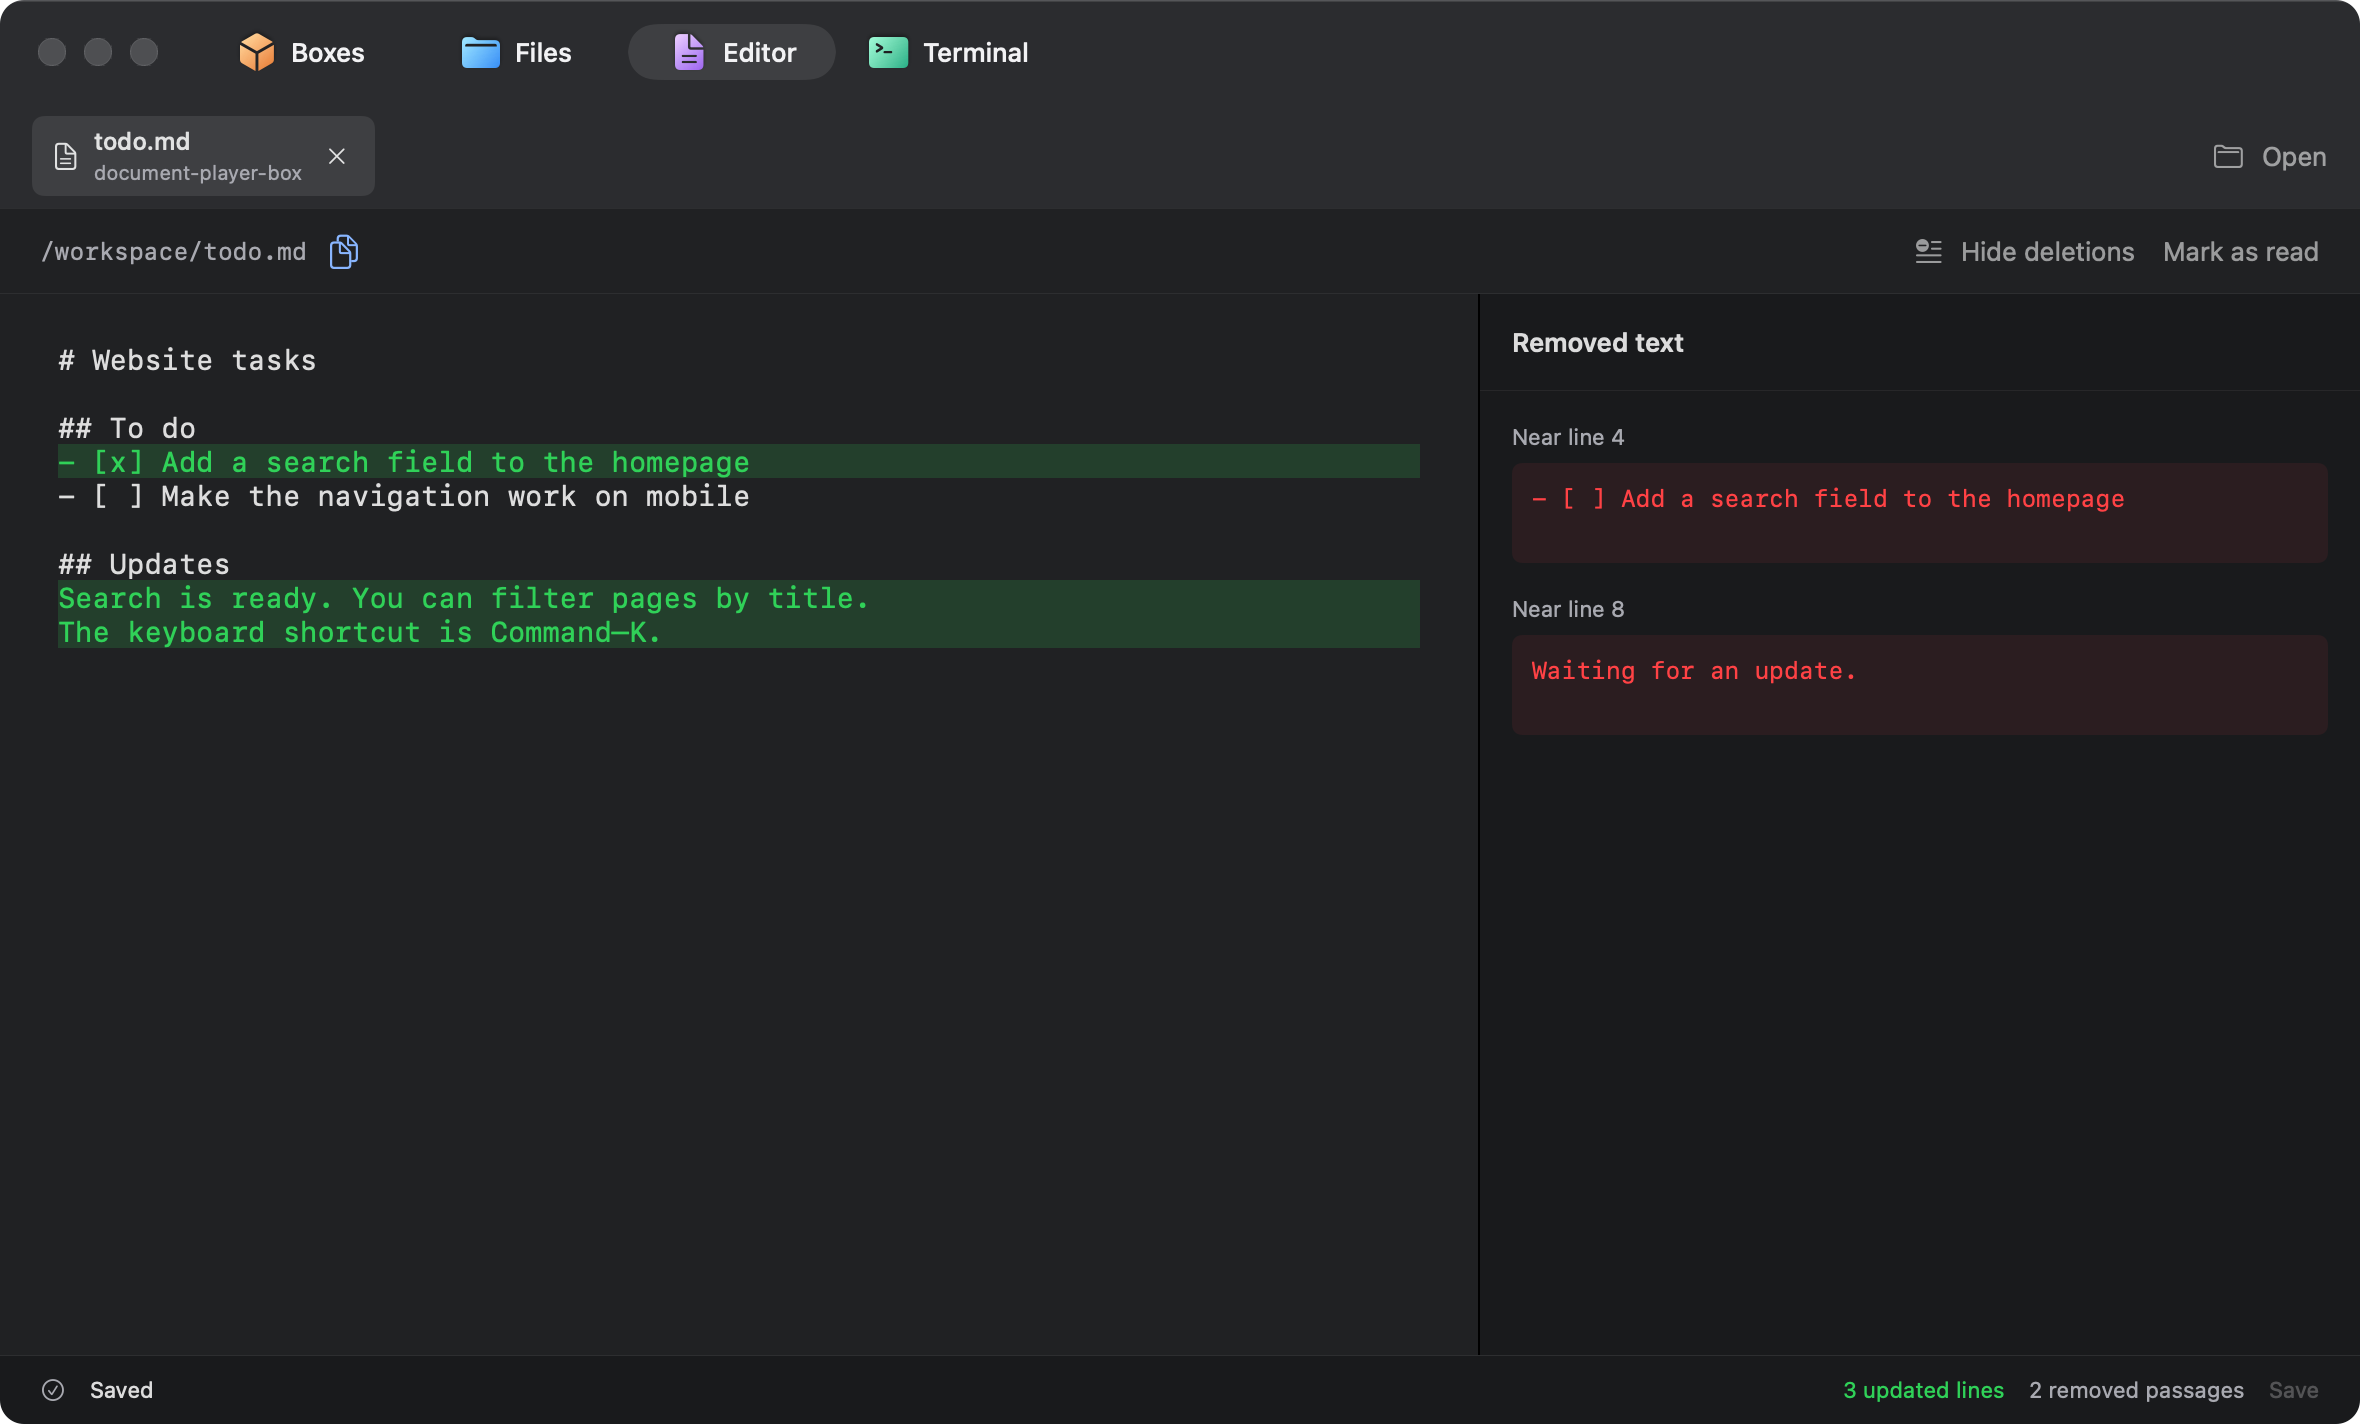 Boxes
Files
Editor
Terminal
todo.md
document-player-box
Open
/workspace/todo.md
Hide deletions
Mark as read
# Website tasks
## To do
- [x] Add a search field to the homepage
- [ ] Make the navigation work on mobile
## Updates
Search is ready. You can filter pages by title.
The keyboard shortcut is Command–K.
Removed text
Near line 4
- [ ] Add a search field to the homepage
Near line 8
Waiting for an update.
Saved
3 updated lines
2 removed passages
Save